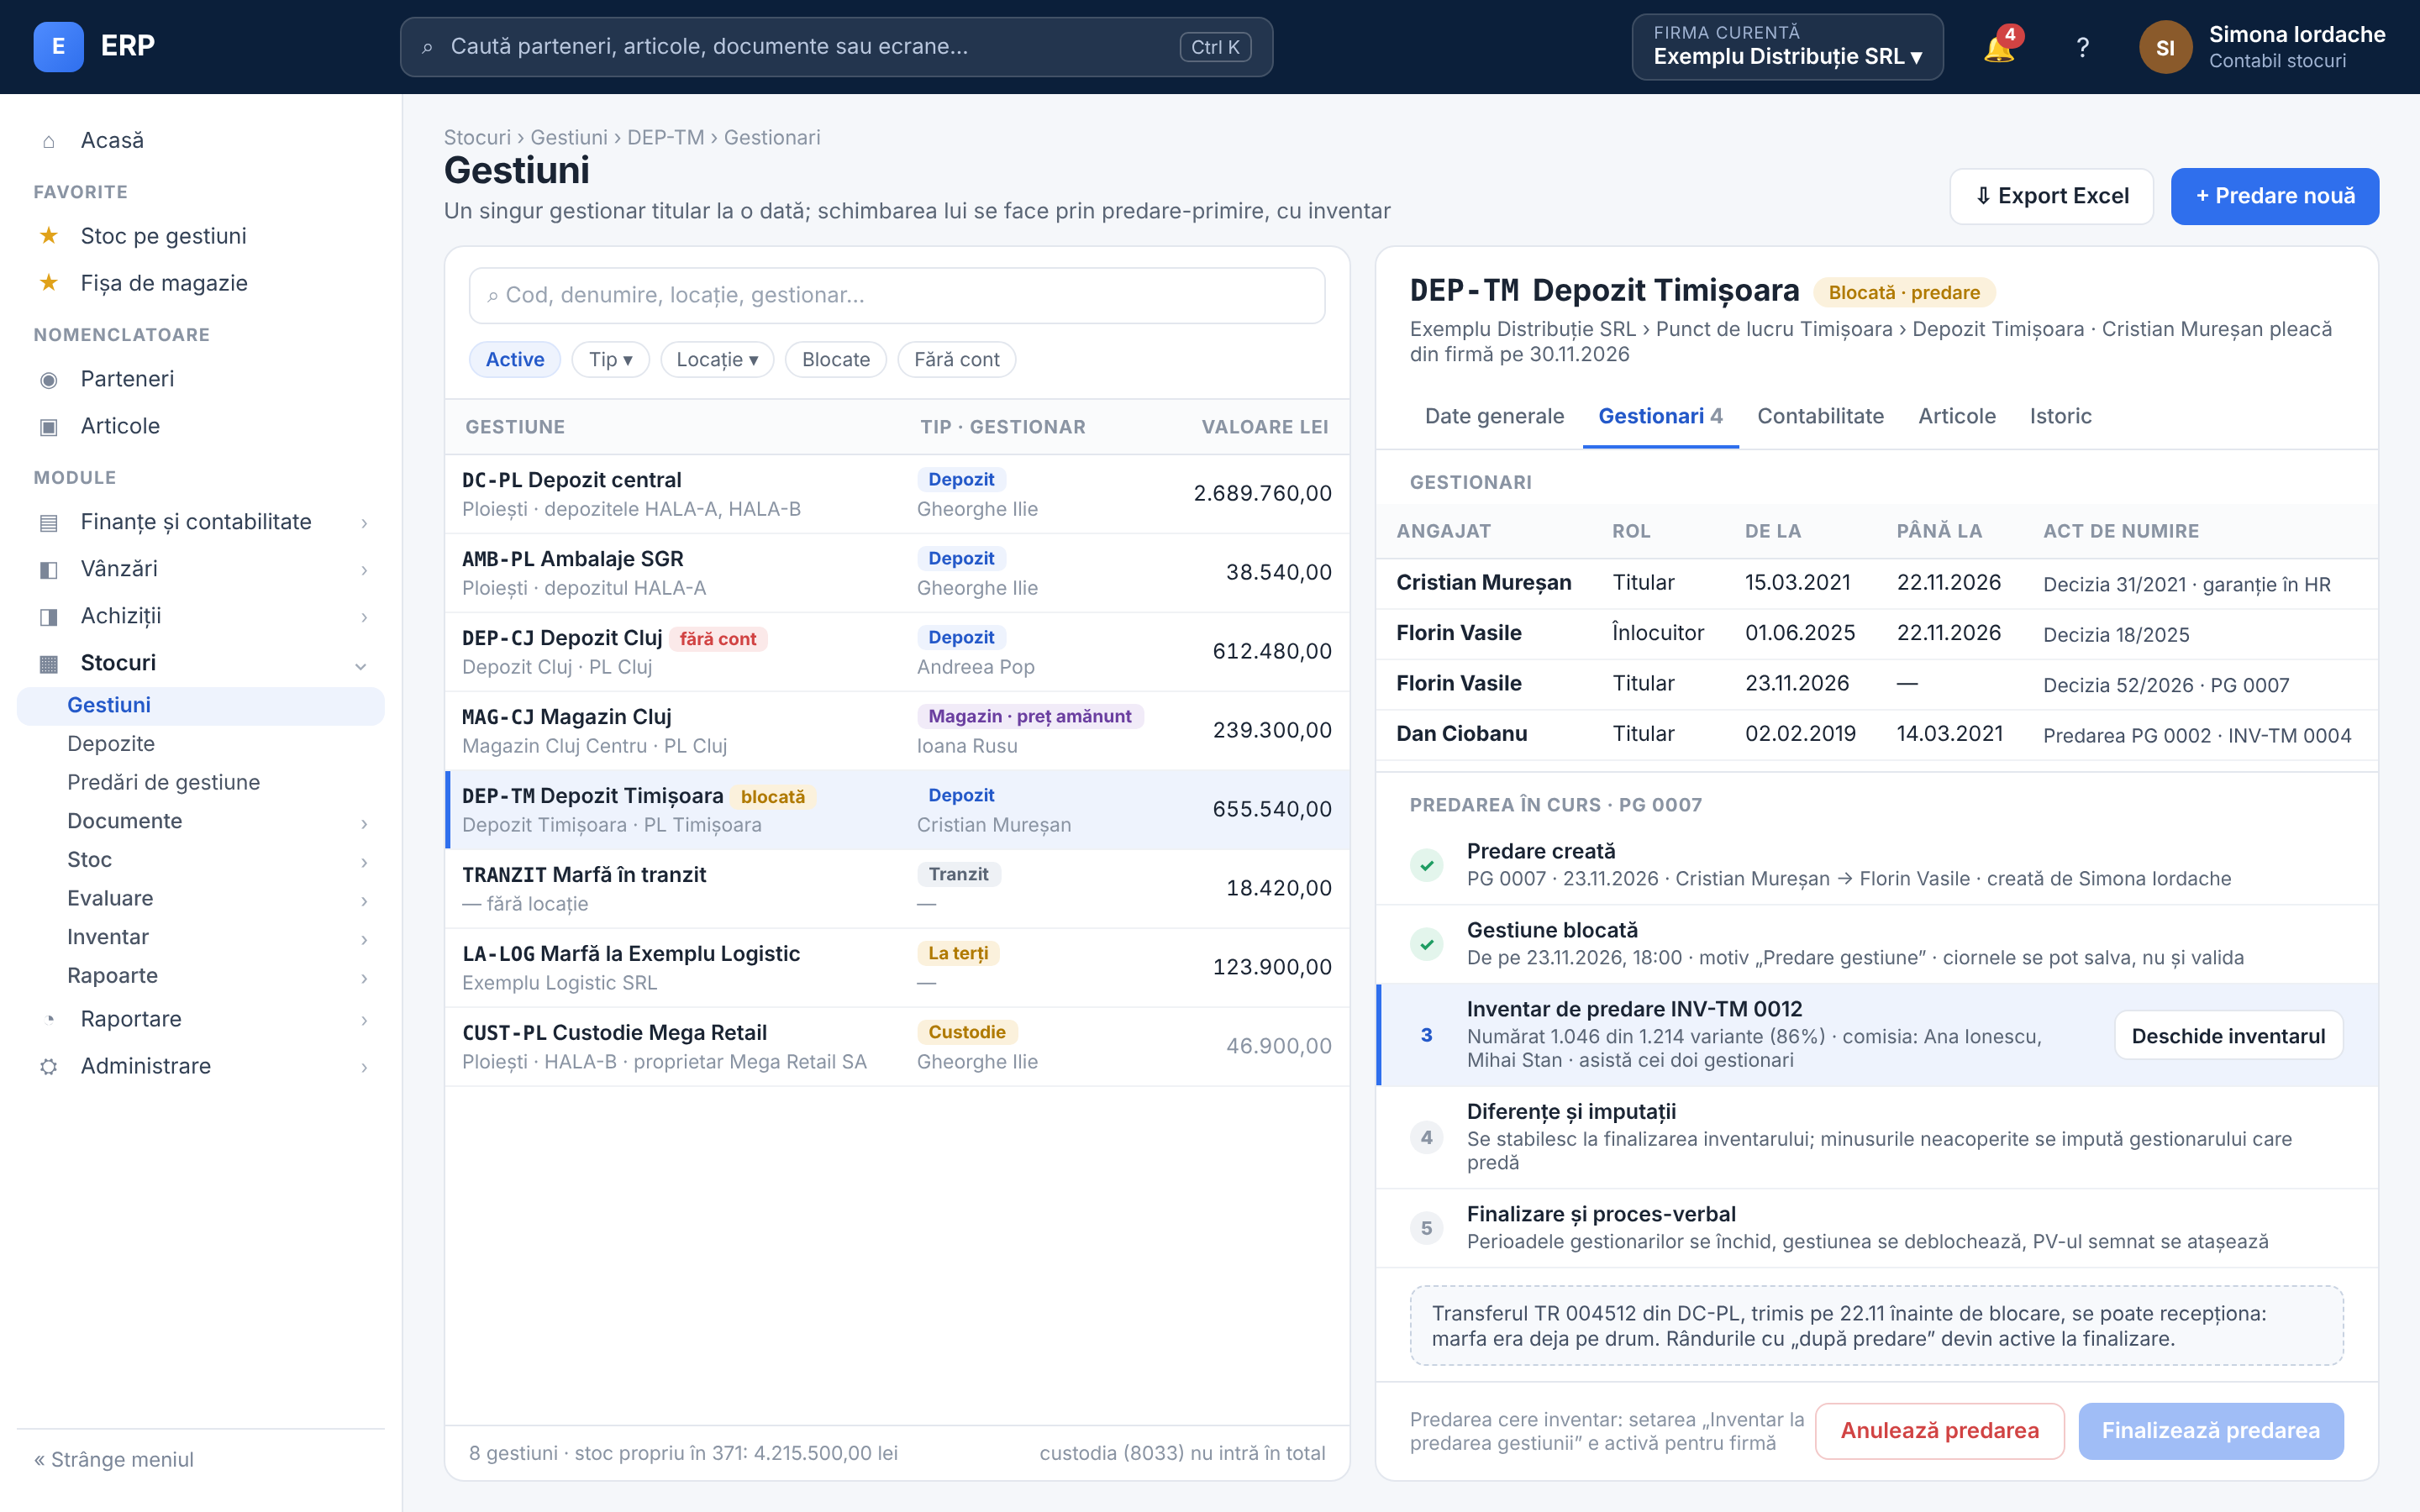 E ERP
Caută parteneri, articole, documente sau ecrane... Ctrl K
FIRMA CURENTĂ
Exemplu Distribuție SRL ▾
4
?
SI
Simona Iordache
Contabil stocuri
Acasă
FAVORITE
★ Stoc pe gestiuni
★ Fișa de magazie
NOMENCLATOARE
Parteneri
Articole
MODULE
Finanțe și contabilitate ›
Vânzări ›
Achiziții ›
Stocuri
Gestiuni
Depozite
Predări de gestiune
Documente ›
Stoc ›
Evaluare ›
Inventar ›
Rapoarte ›
Raportare ›
Administrare ›
« Strânge meniul
Stocuri › Gestiuni › DEP-TM › Gestionari
Gestiuni
Un singur gestionar titular la o dată; schimbarea lui se face prin predare-primire, cu inventar
⇩ Export Excel
+ Predare nouă
Cod, denumire, locație, gestionar...
Active Tip ▾ Locație ▾ Blocate Fără cont
GESTIUNE TIP · GESTIONAR VALOARE LEI
DC-PL Depozit central Depozit 2.689.760,00
Ploiești · depozitele HALA-A, HALA-B Gheorghe Ilie
AMB-PL Ambalaje SGR Depozit 38.540,00
Ploiești · depozitul HALA-A Gheorghe Ilie
DEP-CJ Depozit Cluj fără cont Depozit 612.480,00
Depozit Cluj · PL Cluj Andreea Pop
MAG-CJ Magazin Cluj Magazin · preț amănunt 239.300,00
Magazin Cluj Centru · PL Cluj Ioana Rusu
DEP-TM Depozit Timișoara blocată Depozit 655.540,00
Depozit Timișoara · PL Timișoara Cristian Mureșan
TRANZIT Marfă în tranzit Tranzit 18.420,00
— fără locație —
LA-LOG Marfă la Exemplu Logistic La terți 123.900,00
Exemplu Logistic SRL —
CUST-PL Custodie Mega Retail Custodie 46.900,00
Ploiești · HALA-B · proprietar Mega Retail SA Gheorghe Ilie
8 gestiuni · stoc propriu în 371: 4.215.500,00 lei custodia (8033) nu intră în total
DEP-TM Depozit Timișoara Blocată · predare
Exemplu Distribuție SRL › Punct de lucru Timișoara › Depozit Timișoara · Cristian Mureșan pleacă
din firmă pe 30.11.2026
Date generale Gestionari 4 Contabilitate Articole Istoric
GESTIONARI
ANGAJAT ROL DE LA PÂNĂ LA ACT DE NUMIRE
Cristian Mureșan Titular 15.03.2021 22.11.2026 Decizia 31/2021 · garanție în HR
Florin Vasile Înlocuitor 01.06.2025 22.11.2026 Decizia 18/2025
Florin Vasile Titular 23.11.2026 — Decizia 52/2026 · PG 0007
Dan Ciobanu Titular 02.02.2019 14.03.2021 Predarea PG 0002 · INV-TM 0004
PREDAREA ÎN CURS · PG 0007
✓ Predare creată
PG 0007 · 23.11.2026 · Cristian Mureșan → Florin Vasile · creată de Simona Iordache
✓ Gestiune blocată
De pe 23.11.2026, 18:00 · motiv „Predare gestiune” · ciornele se pot salva, nu și valida
3 Inventar de predare INV-TM 0012
Numărat 1.046 din 1.214 variante (86%) · comisia: Ana Ionescu,
Mihai Stan · asistă cei doi gestionari
Deschide inventarul
4 Diferențe și imputații
Se stabilesc la finalizarea inventarului; minusurile neacoperite se impută gestionarului care
predă
5 Finalizare și proces-verbal
Perioadele gestionarilor se închid, gestiunea se deblochează, PV-ul semnat se atașează
Transferul TR 004512 din DC-PL, trimis pe 22.11 înainte de blocare, se poate recepționa:
marfa era deja pe drum. Rândurile cu „după predare” devin active la finalizare.
Predarea cere inventar: setarea „Inventar la
predarea gestiunii” e activă pentru firmă
Anulează predarea
Finalizează predarea